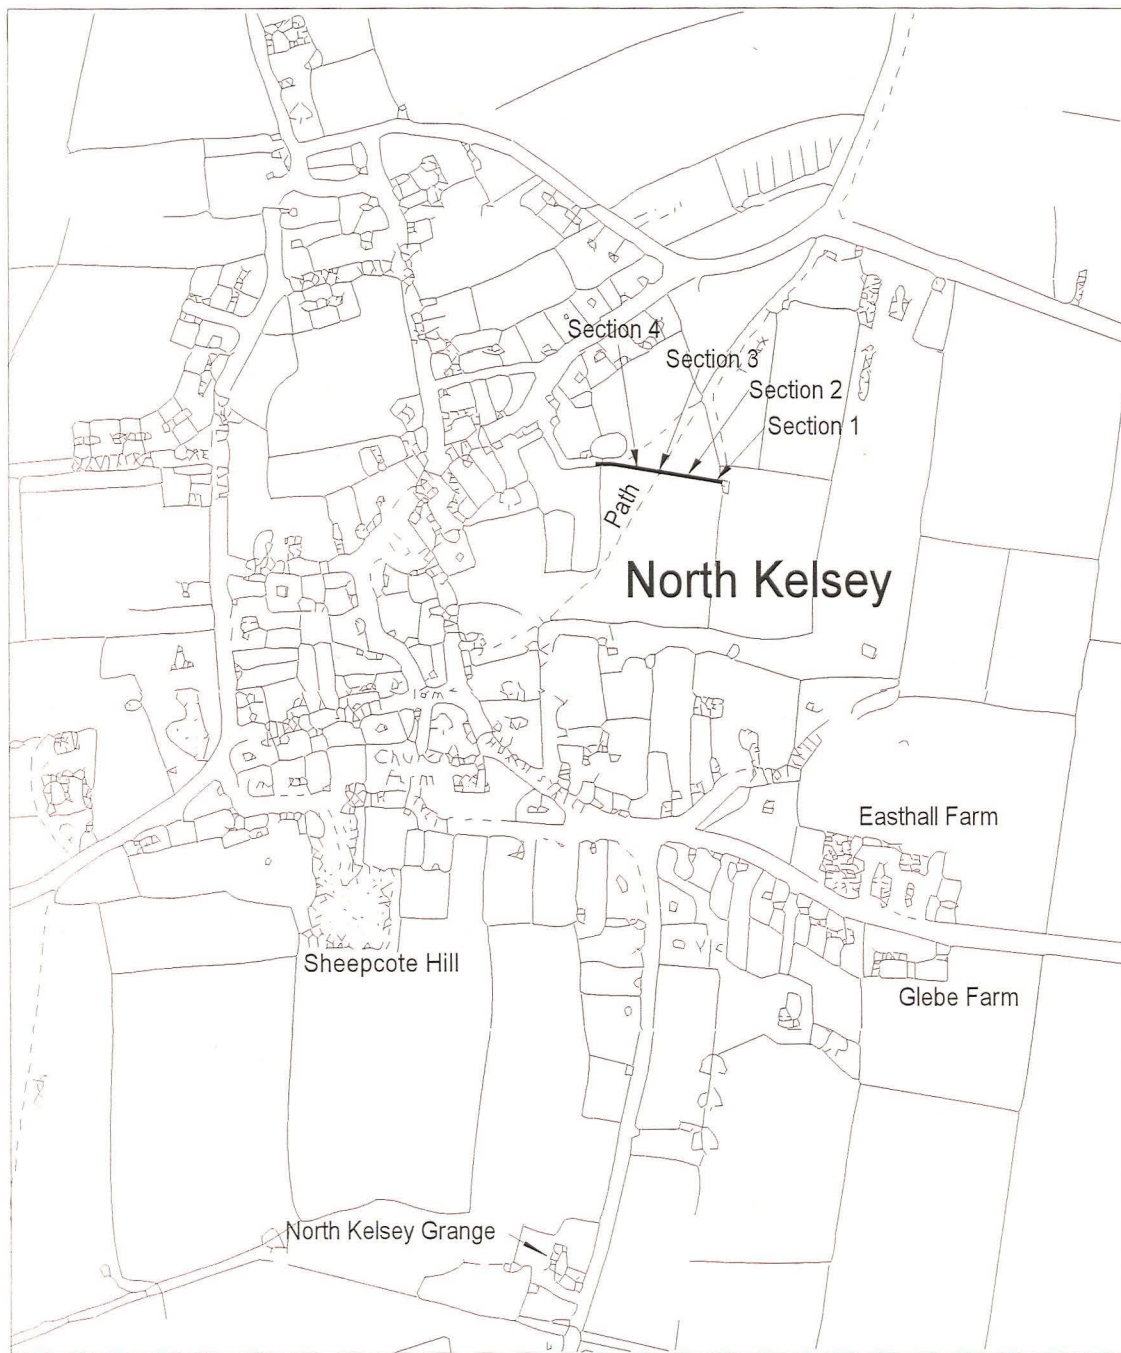 Section 4
Section 3
Section 2
Section 1
Path
North Kelsey
Farm
Easthall Farm
Sheepcote Hill
Glebe Farm
North Kelsey Grange